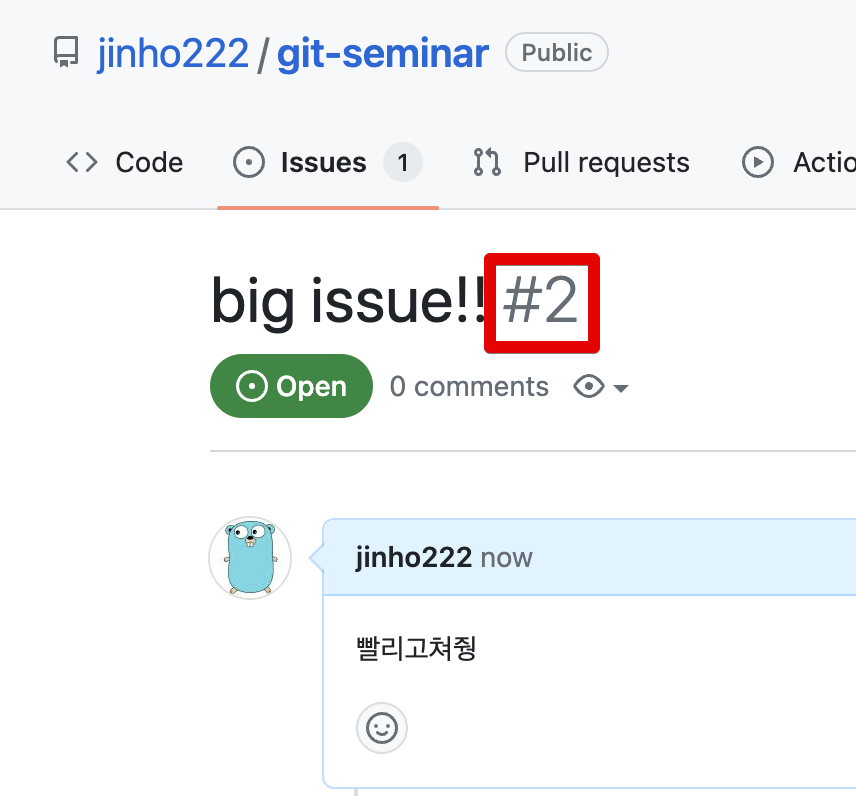 jinho222 / git-seminar Public
Code Issues 1 Pull requests Actio
big issue!! #2
Open 0 comments
jinho222 now
빨리고쳐줭